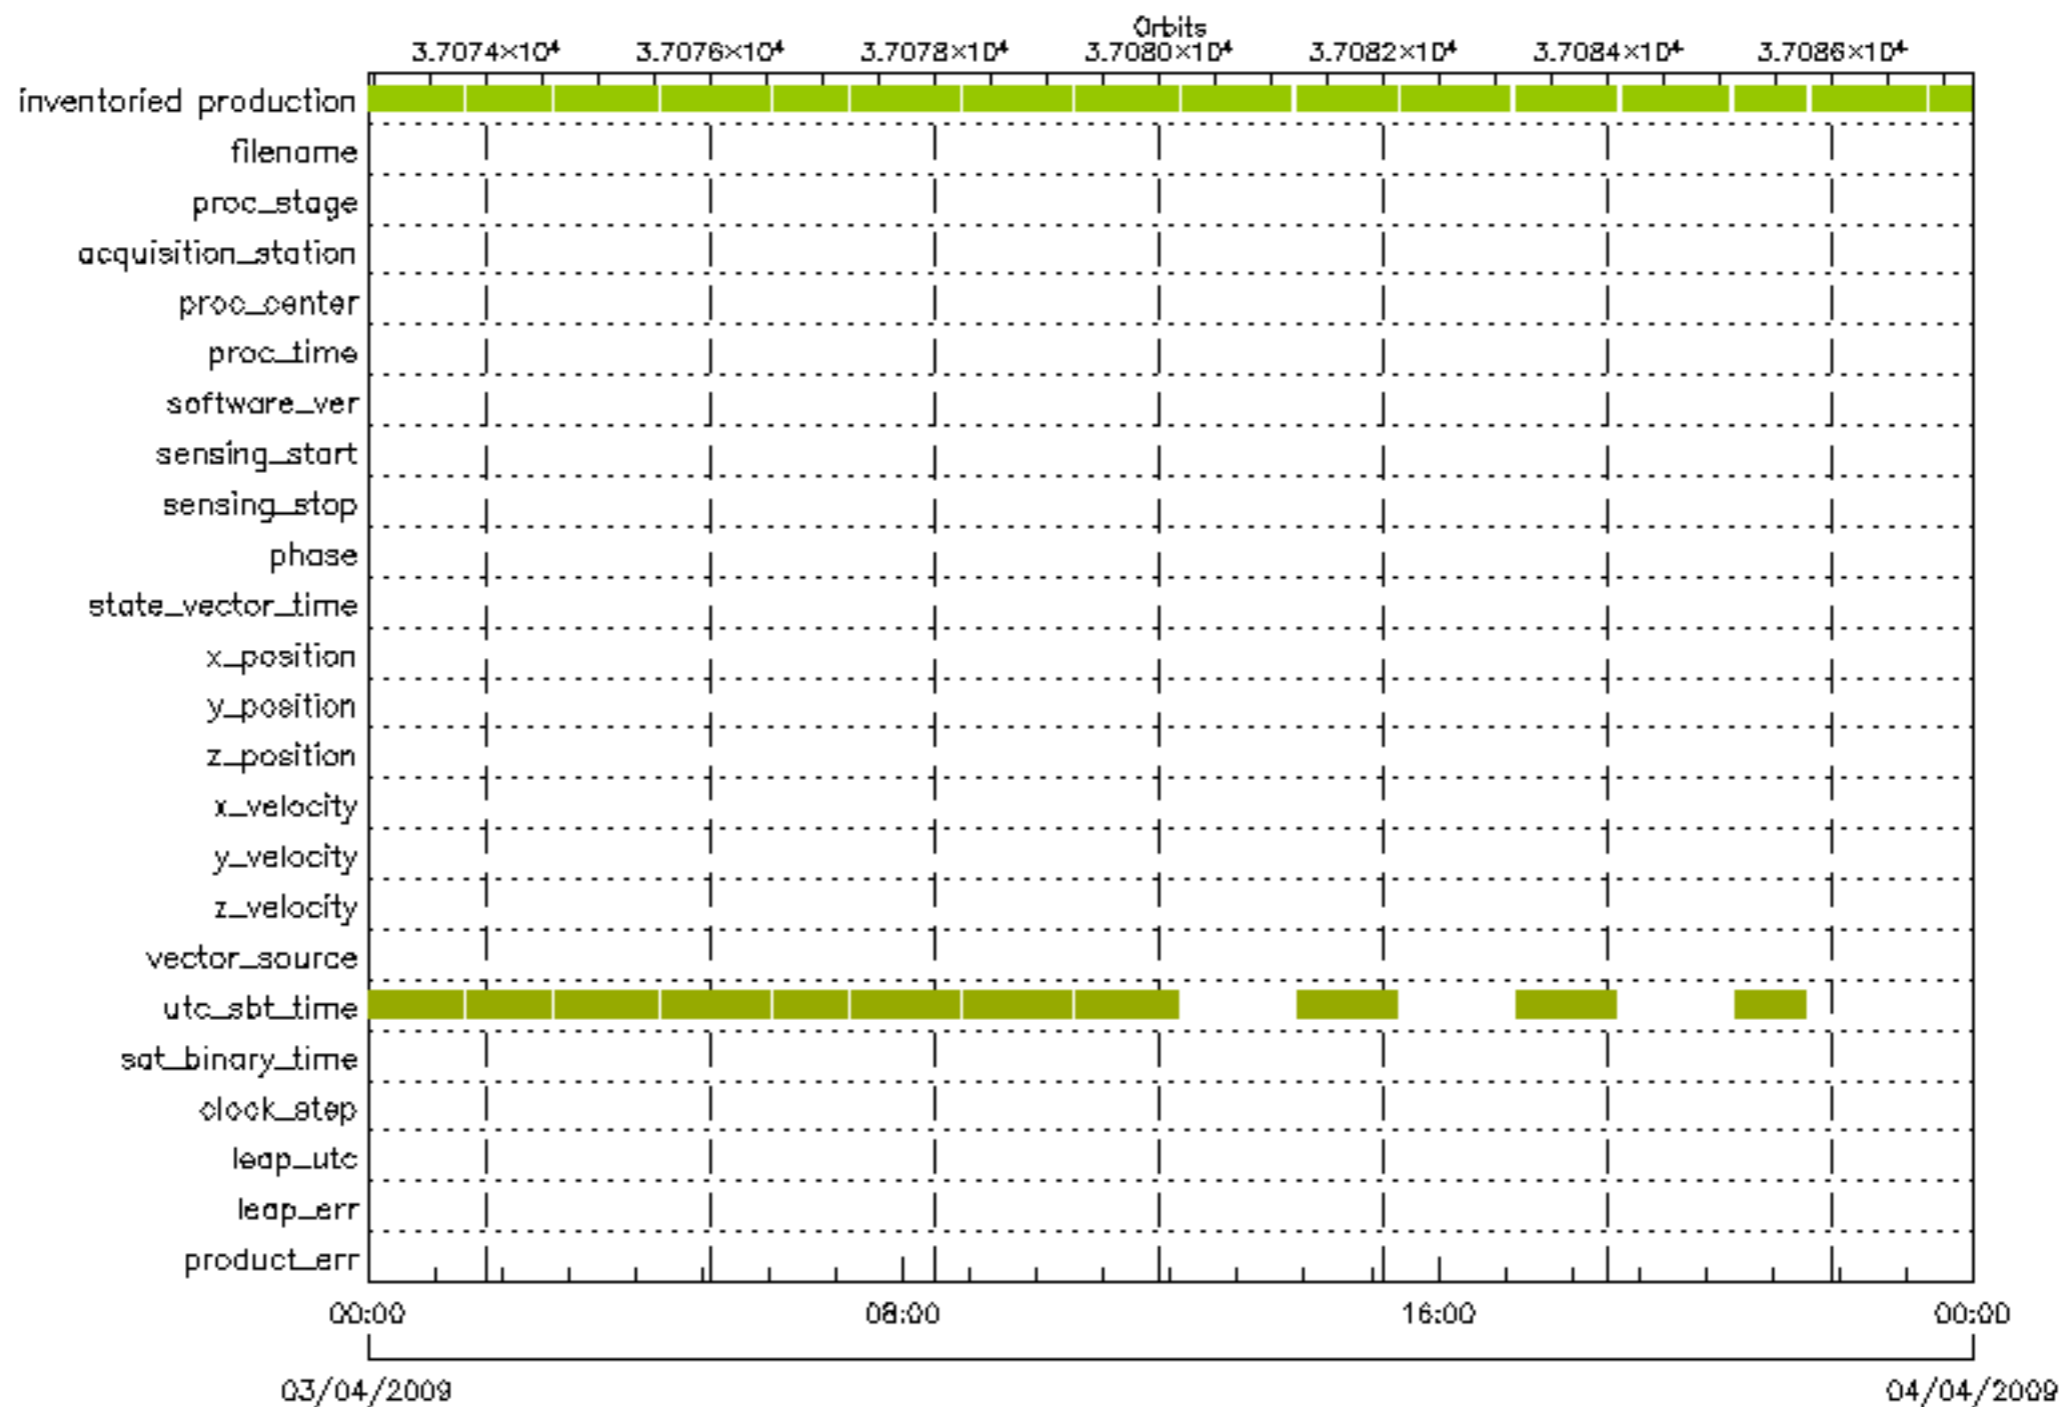 Orbits
3.7074×10⁴ 3.7076×10⁴ 3.7078×10⁴ 3.7080×10⁴ 3.7082×10⁴ 3.7084×10⁴ 3.7086×10⁴
inventoried production
filename
proc_stage
acquisition_station
proc_center
proc_time
software_ver
sensing_start
sensing_stop
phase
state_vector_time
x_position
y_position
z_position
x_velocity
y_velocity
z_velocity
vector_source
utc_sbt_time
sat_binary_time
clock_step
leap_utc
leap_err
product_err
00:00 08:00 16:00 00:00
03/04/2009 04/04/2009